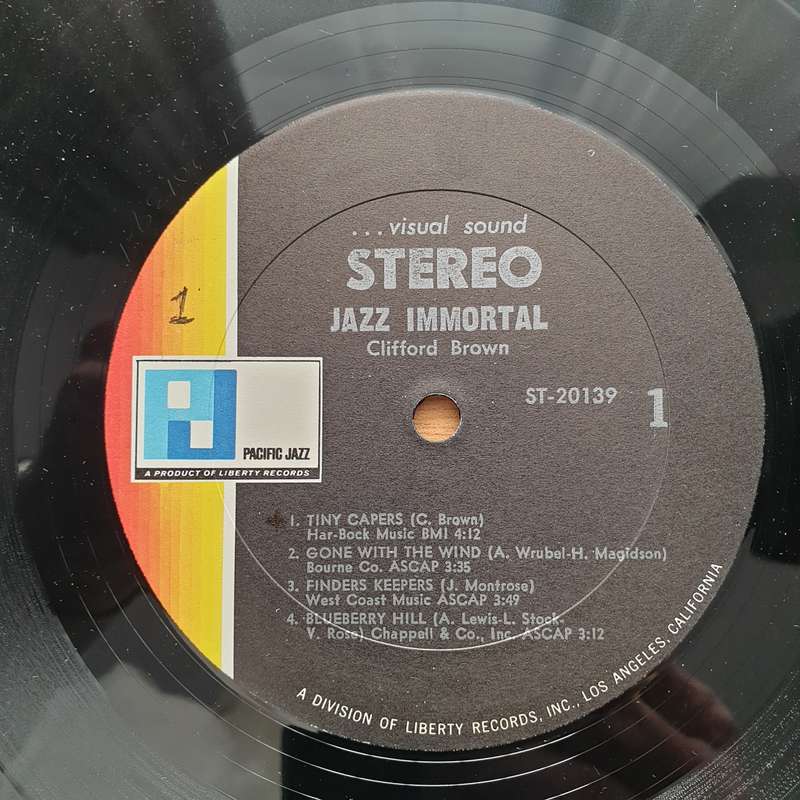 ...visual sound
STEREO
JAZZ IMMORTAL
Clifford Brown
ST-20139
1
1
PJ
PACIFIC JAZZ
A PRODUCT OF LIBERTY RECORDS
1. TINY CAPERS (C. Brown)
Har-Bock Music BMI 4:12
2. GONE WITH THE WIND (A. Wrubel-H. Magidson)
Bourne Co. ASCAP 3:35
3. FINDERS KEEPERS (J. Montrose)
West Coast Music ASCAP 3:49
4. BLUEBERRY HILL (A. Lewis-L. Stock-
V. Rose) Chappell & Co., Inc. ASCAP 3:12
A DIVISION OF LIBERTY RECORDS, INC., LOS ANGELES, CALIFORNIA